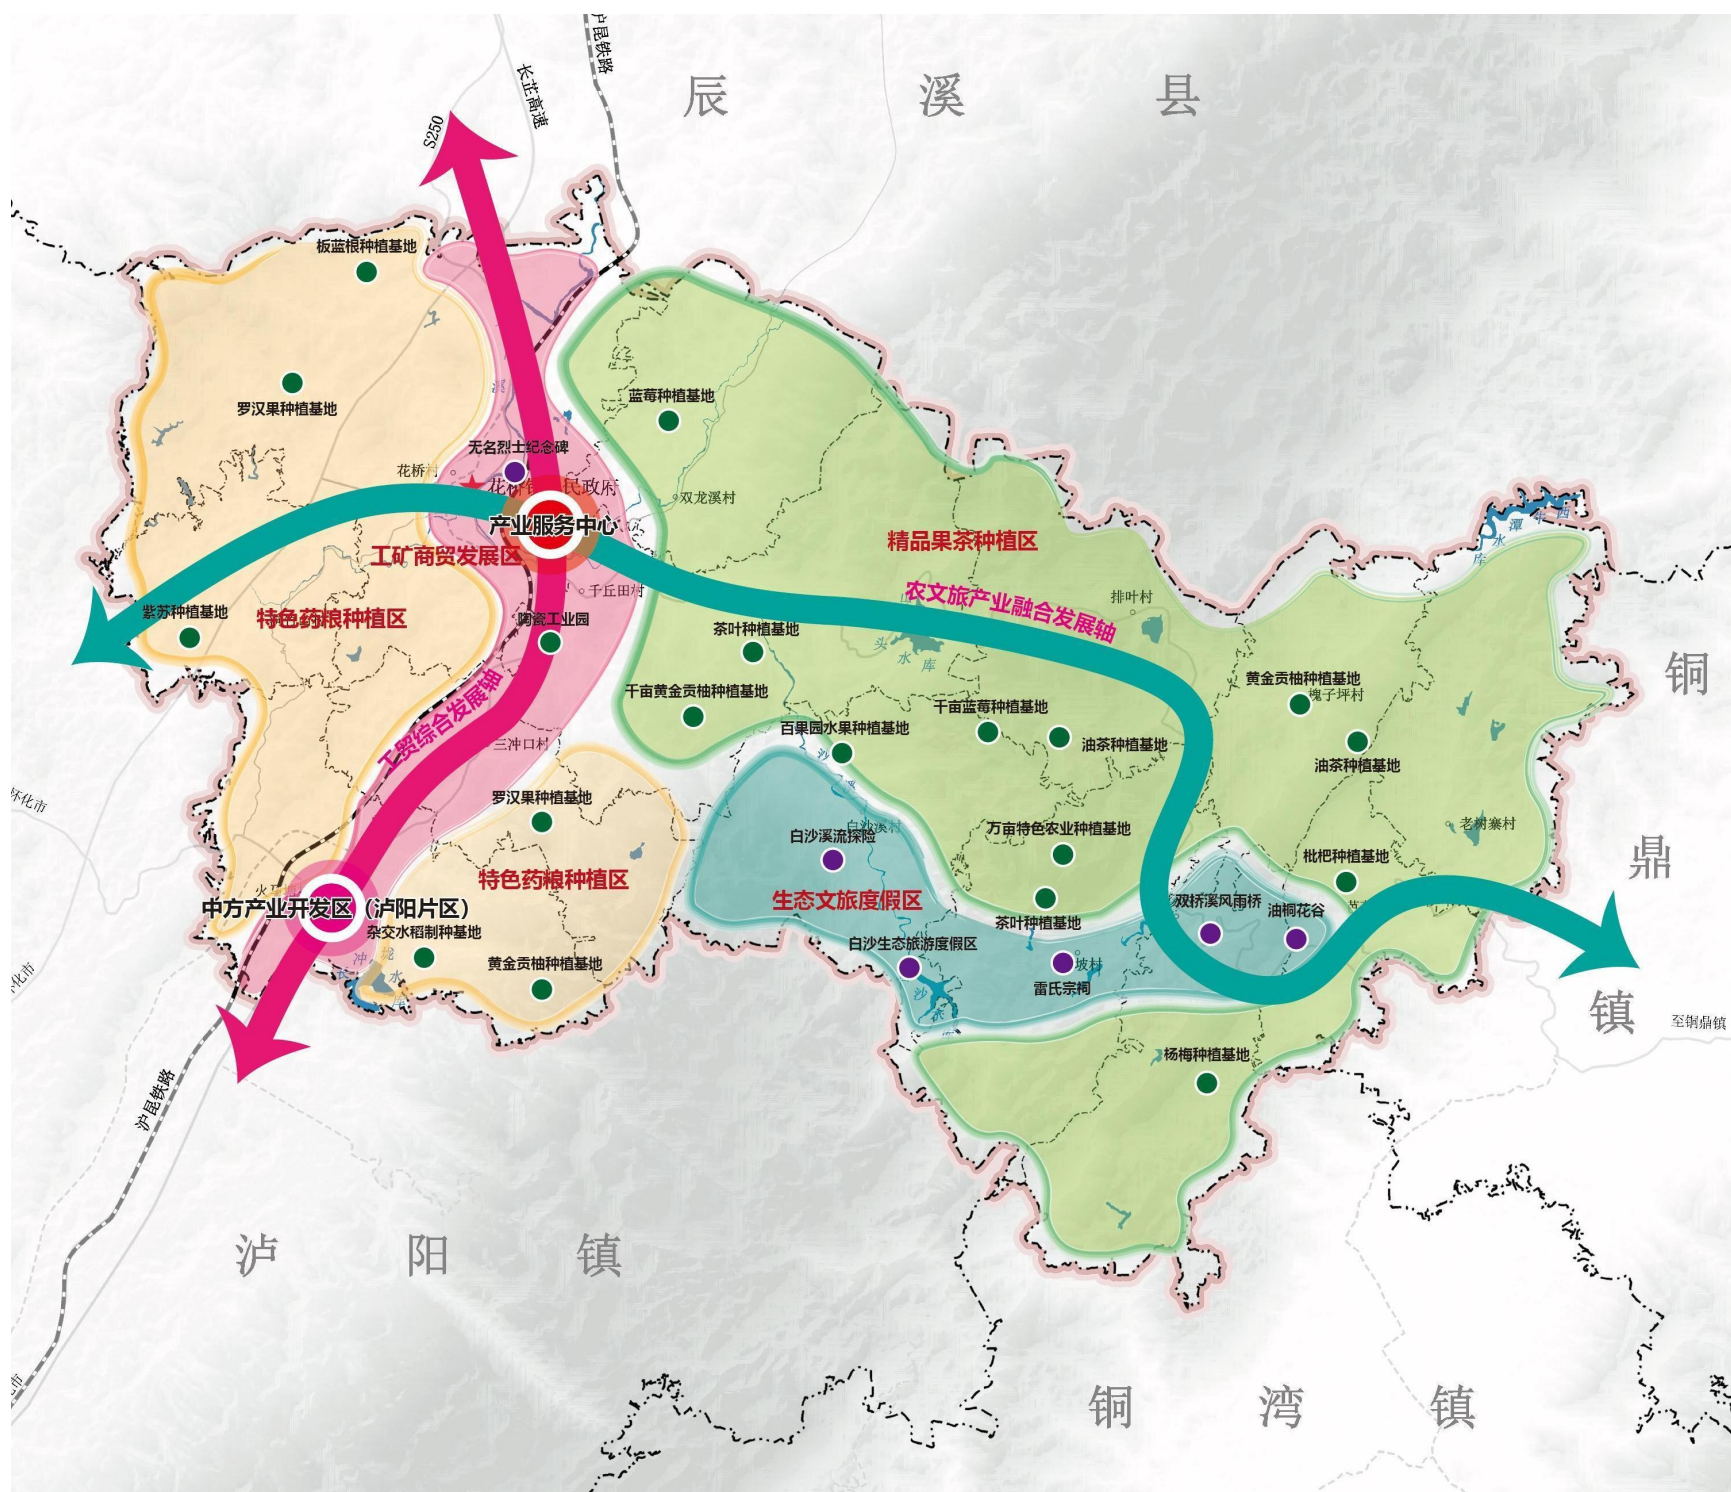 沪昆铁路
长芷高速
S250
辰溪县
板蓝根种植基地
罗汉果种植基地
蓝莓种植基地
无名烈士纪念碑
花桥村
双龙溪村
产业服务中心
精品果茶种植区
工矿商贸发展区
千丘田村
农文旅产业融合发展轴
排叶村
紫苏种植基地
特色药粮种植区
陶瓷工业园
茶叶种植基地
水库
铜鼎镇
千亩黄金贡柚种植基地
黄金贡柚种植基地
槐子坪村
千亩蓝莓种植基地
百果园水果种植基地
油茶种植基地
工贸综合发展轴
三冲口村
油茶种植基地
怀化市
罗汉果种植基地
白沙溪流探险
白沙溪村
万亩特色农业种植基地
老树寨村
枇杷种植基地
特色药粮种植区
生态文旅度假区
双桥溪风雨桥
油桐花谷
中方产业开发区（泸阳片区）
茶叶种植基地
杂交水稻制种基地
白沙生态旅游度假区
黄金贡柚种植基地
雷氏宗祠
至铜鼎镇
杨梅种植基地
沪昆铁路
泸阳镇
铜湾镇